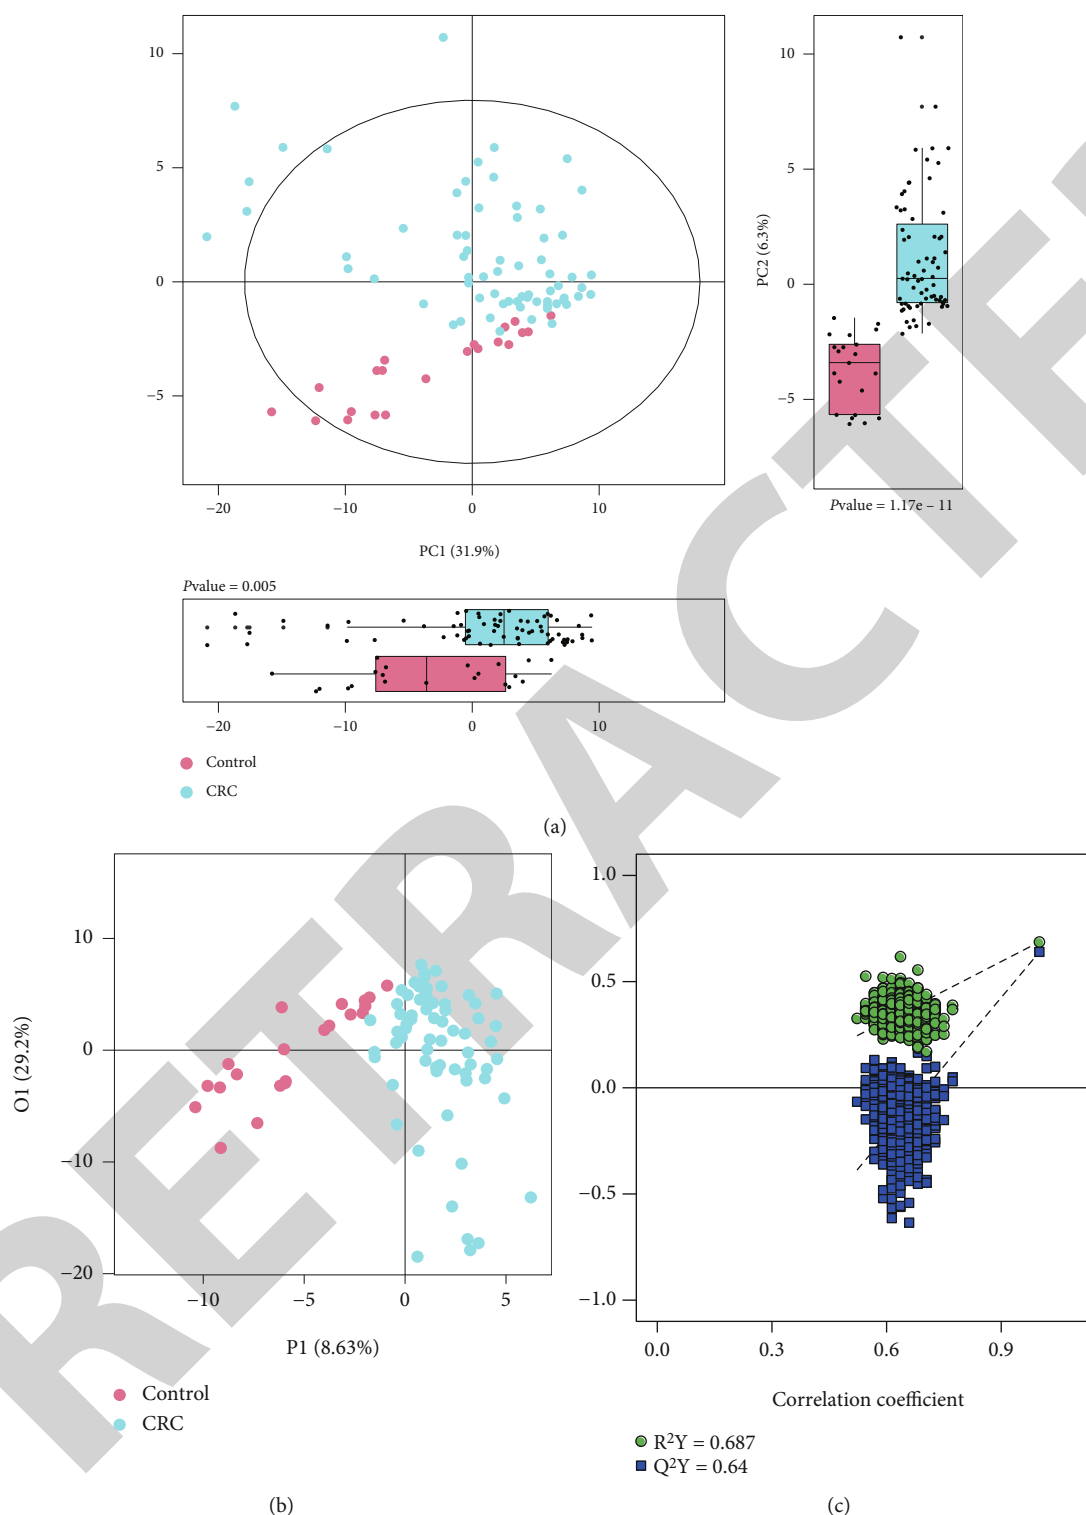 10
5
0
−5
−20
−10
0
10
PC1 (31.9%)
PC2 (6.3%)
10
5
0
−5
Pvalue = 1.17e – 11
Pvalue = 0.005
−20
−10
0
10
Control
CRC
(a)
O1 (29.2%)
10
0
−10
−20
−10
−5
0
5
P1 (8.63%)
Control
CRC
(b)
1.0
0.5
0.0
−0.5
−1.0
0.0
0.3
0.6
0.9
Correlation coefficient
R²Y = 0.687
Q²Y = 0.64
(c)
RETRACTE